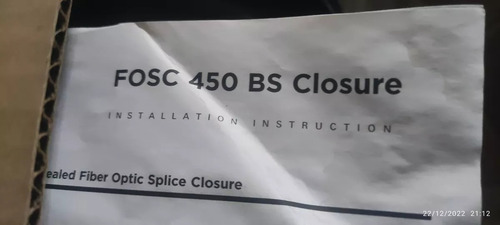 FOSC 450 BS Closure
INSTALLATION INSTRUCTION
ealed Fiber Optic Splice Closure
22/12/2022 21:12